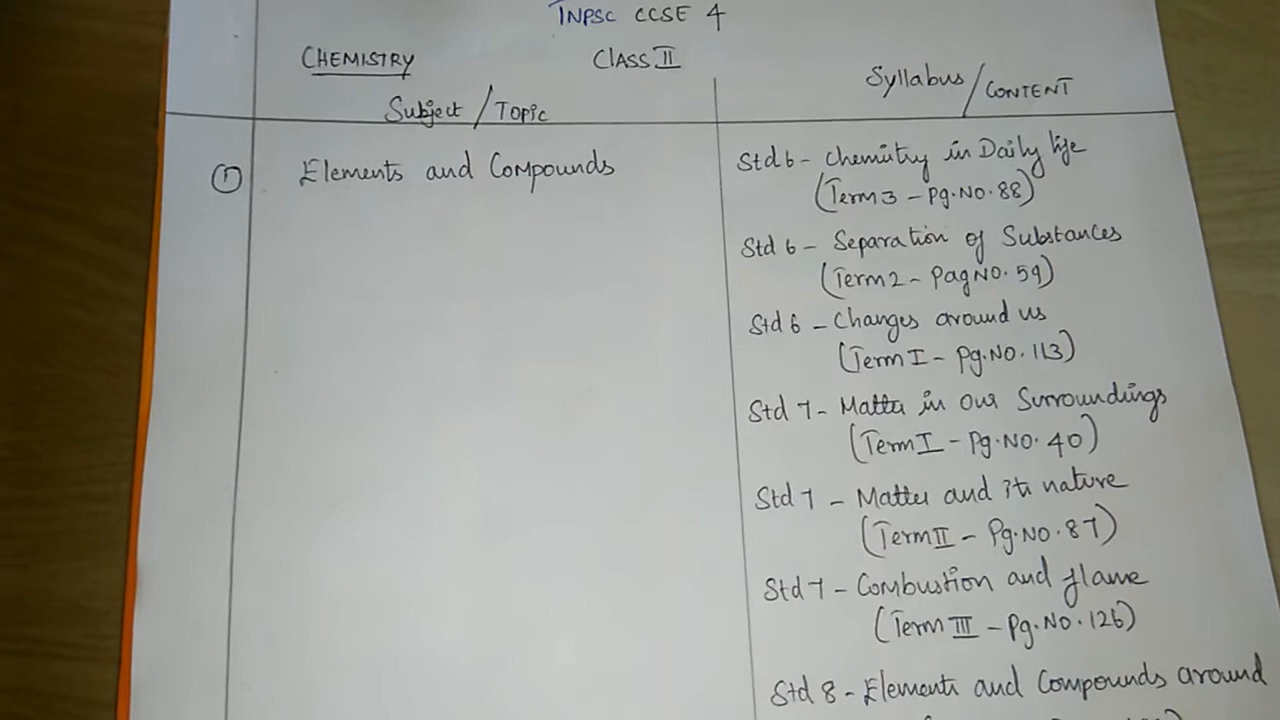 TNPSC CCSE 4
CHEMISTRY
Class II
Subject / Topic
Syllabus / CONTENT
① Elements and Compounds
Std 6 - Chemistry in Daily life
(Term 3 - Pg.No. 88)
Std 6 - Separation of Substances
(Term 2 - Pag No. 59)
Std 6 - Changes around us
(Term I - Pg.No. 113)
Std 7 - Matter in our Surroundings
(Term I - Pg.No. 40)
Std 7 - Matter and its nature
(Term II - Pg.No. 87)
Std 7 - Combustion and flame
(Term III - Pg.No. 126)
Std 8 - Elements and Compounds around